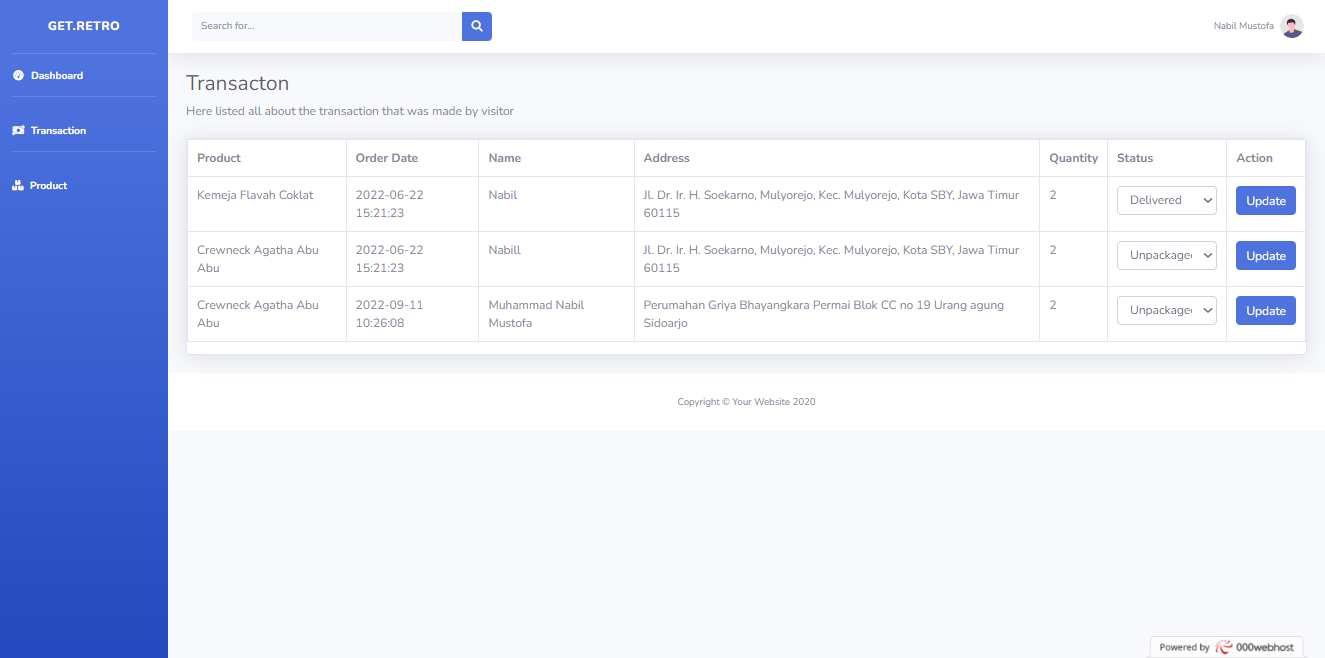 GET.RETRO
Dashboard
Transaction
Product
Search for...
Nabil Mustofa
Transacton
Here listed all about the transaction that was made by visitor
Product Order Date Name Address Quantity Status Action
Kemeja Flavah Coklat 2022-06-22 Nabil Jl. Dr. Ir. H. Soekarno, Mulyorejo, Kec. Mulyorejo, Kota SBY, Jawa Timur 2 Delivered Update
15:21:23 60115
Crewneck Agatha Abu 2022-06-22 Nabill Jl. Dr. Ir. H. Soekarno, Mulyorejo, Kec. Mulyorejo, Kota SBY, Jawa Timur 2 Unpackage Update
Abu 15:21:23 60115
Crewneck Agatha Abu 2022-09-11 Muhammad Nabil Perumahan Griya Bhayangkara Permai Blok CC no 19 Urang agung 2 Unpackage Update
Abu 10:26:08 Mustofa Sidoarjo
Copyright © Your Website 2020
Powered by 000webhost